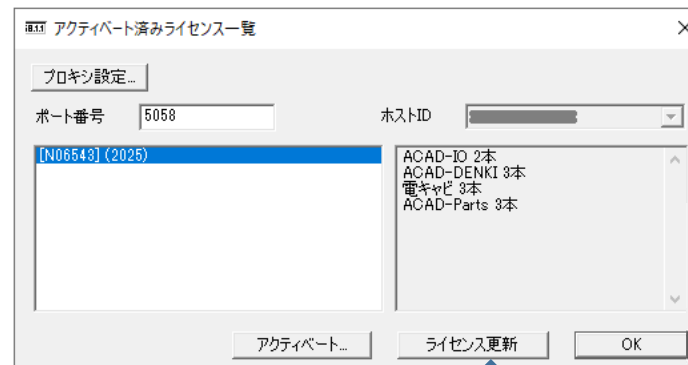 アクティベート済みライセンス一覧
プロキシ設定...
ポート番号 5058 ホストID
[N06543] (2025)
ACAD-IO 2本
ACAD-DENKI 3本
電キャビ 3本
ACAD-Parts 3本
アクティベート... ライセンス更新 OK